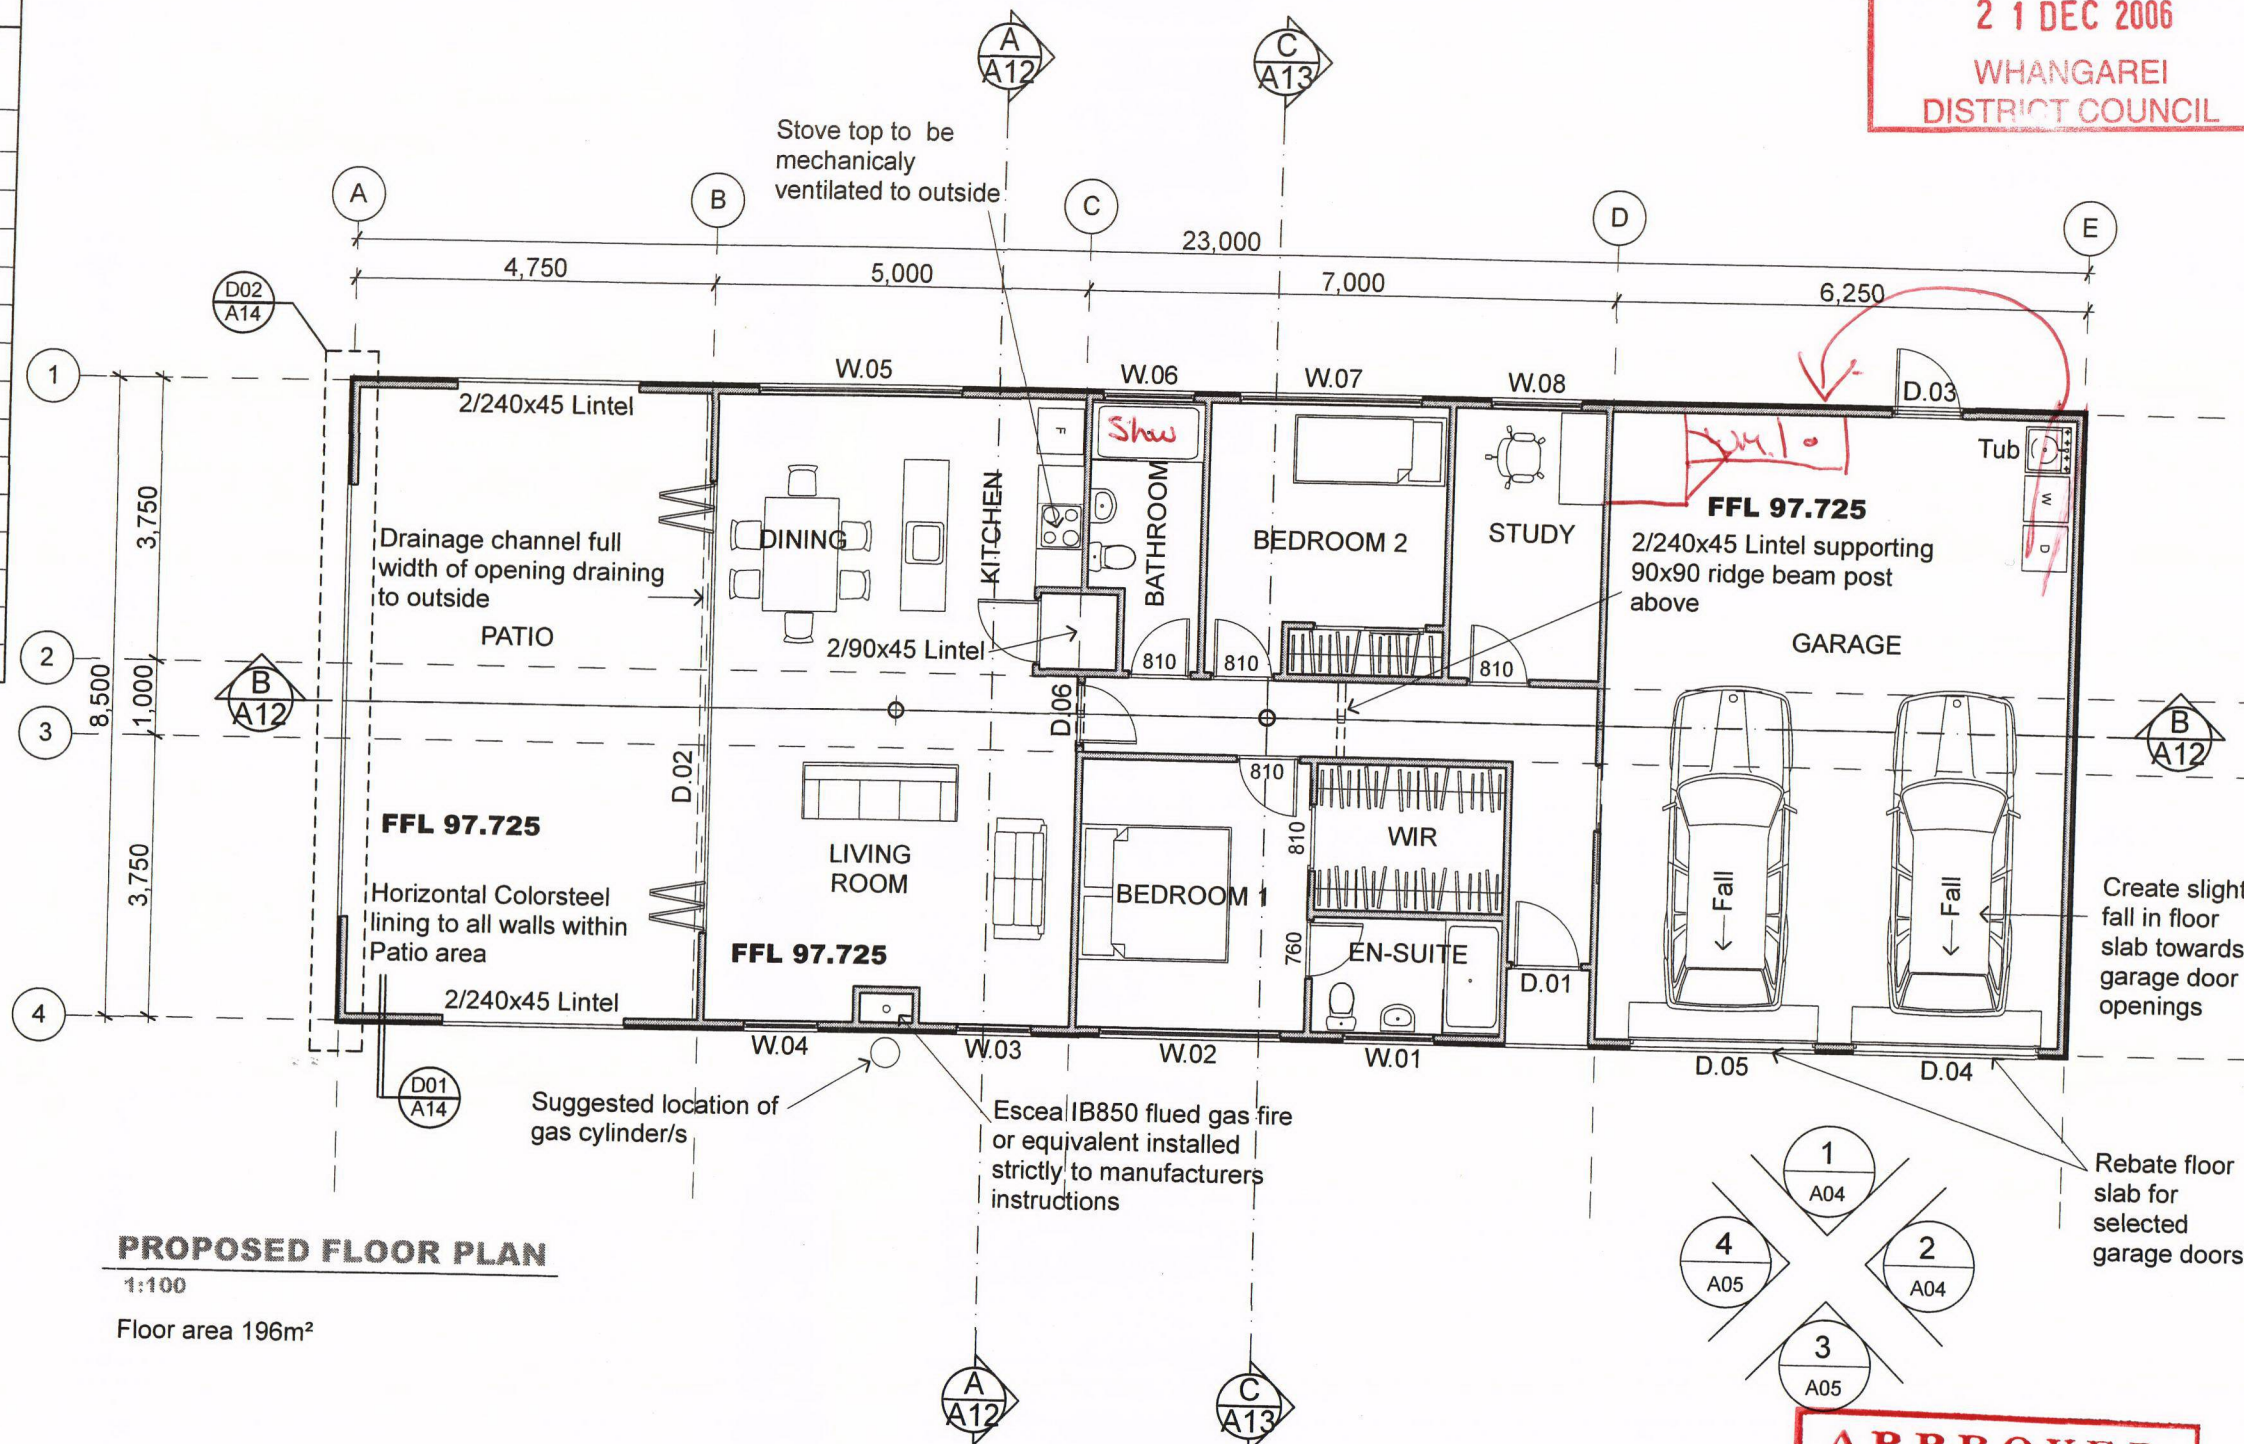 2 1 DEC 2006
WHANGAREI
DISTRICT COUNCIL
A
A12
C
A13
Stove top to be
mechanicaly
ventilated to outside
A
B
C
D
E
23,000
4,750
5,000
7,000
6,250
D02
A14
1
2
3
4
8,500
3,750
1,000
3,750
W.05
W.06
W.07
W.08
D.03
2/240x45 Lintel
F
Shw
Tub
W
D
FFL 97.725
2/240x45 Lintel supporting
90x90 ridge beam post
above
GARAGE
Drainage channel full
width of opening draining
to outside
PATIO
DINING
KITCHEN
BATHROOM
BEDROOM 2
STUDY
2/90x45 Lintel
810
810
810
B
A12
B
A12
D.06
D.02
810
810
WIR
FFL 97.725
LIVING
ROOM
BEDROOM 1
Horizontal Colorsteel
lining to all walls within
Patio area
FFL 97.725
760
EN-SUITE
D.01
Fall
Fall
Create slight
fall in floor
slab towards
garage door
openings
2/240x45 Lintel
W.04
W.03
W.02
W.01
D.05
D.04
D01
A14
Suggested location of
gas cylinder/s
Escea IB850 flued gas fire
or equivalent installed
strictly to manufacturers
instructions
Rebate floor
slab for
selected
garage doors
1
A04
4
A05
2
A04
3
A05
PROPOSED FLOOR PLAN
1:100
Floor area 196m²
A
A12
C
A13
APPROVED